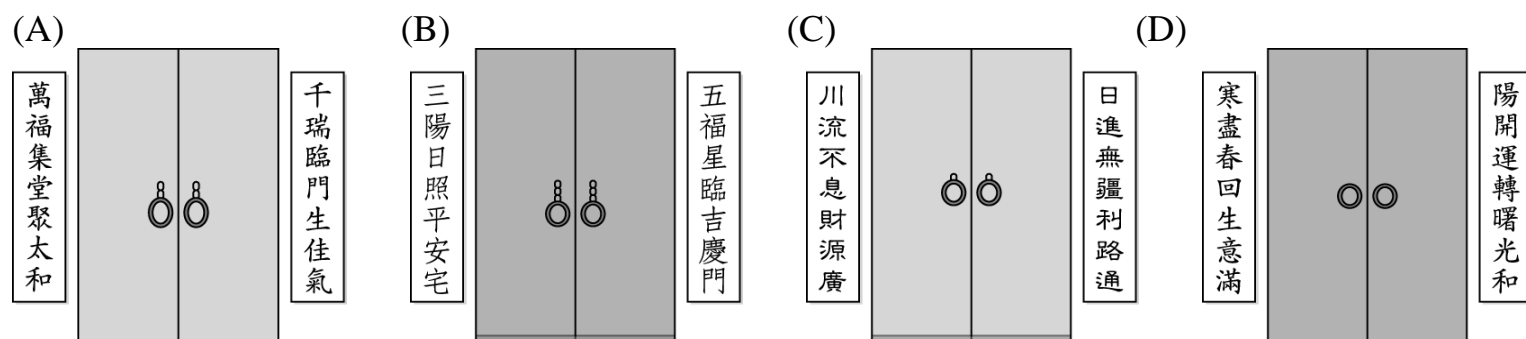 (A)
萬福集堂聚太和
千瑞臨門生佳氣
(B)
三陽日照平安宅
五福星臨吉慶門
(C)
川流不息財源廣
日進無疆利路通
(D)
寒盡春回生意滿
陽開運轉曙光和